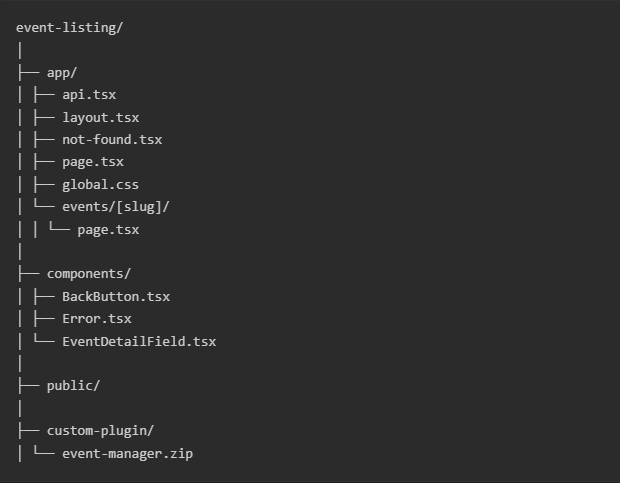 event-listing/
│
├── app/
│ ├── api.tsx
│ ├── layout.tsx
│ ├── not-found.tsx
│ ├── page.tsx
│ ├── global.css
│ └── events/[slug]/
│ │ └── page.tsx
│
├── components/
│ ├── BackButton.tsx
│ ├── Error.tsx
│ └── EventDetailField.tsx
│
├── public/
│
├── custom-plugin/
│ └── event-manager.zip